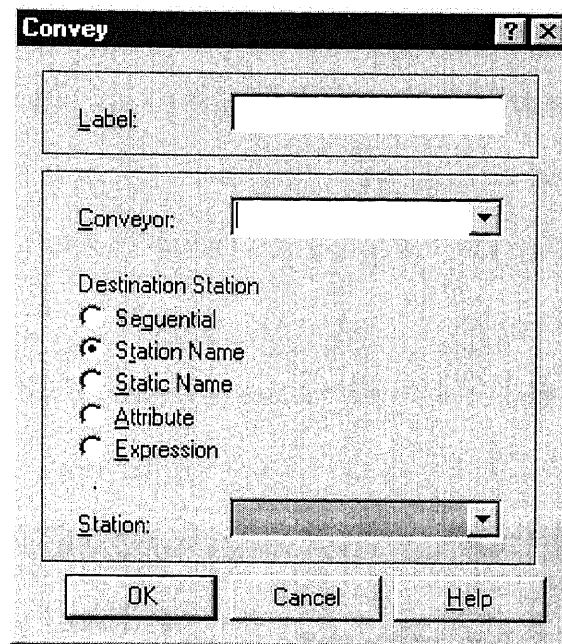 Convey
Label:
Conveyor:
Destination Station
Sequential
Station Name
Static Name
Attribute
Expression
Station:
OK Cancel Help